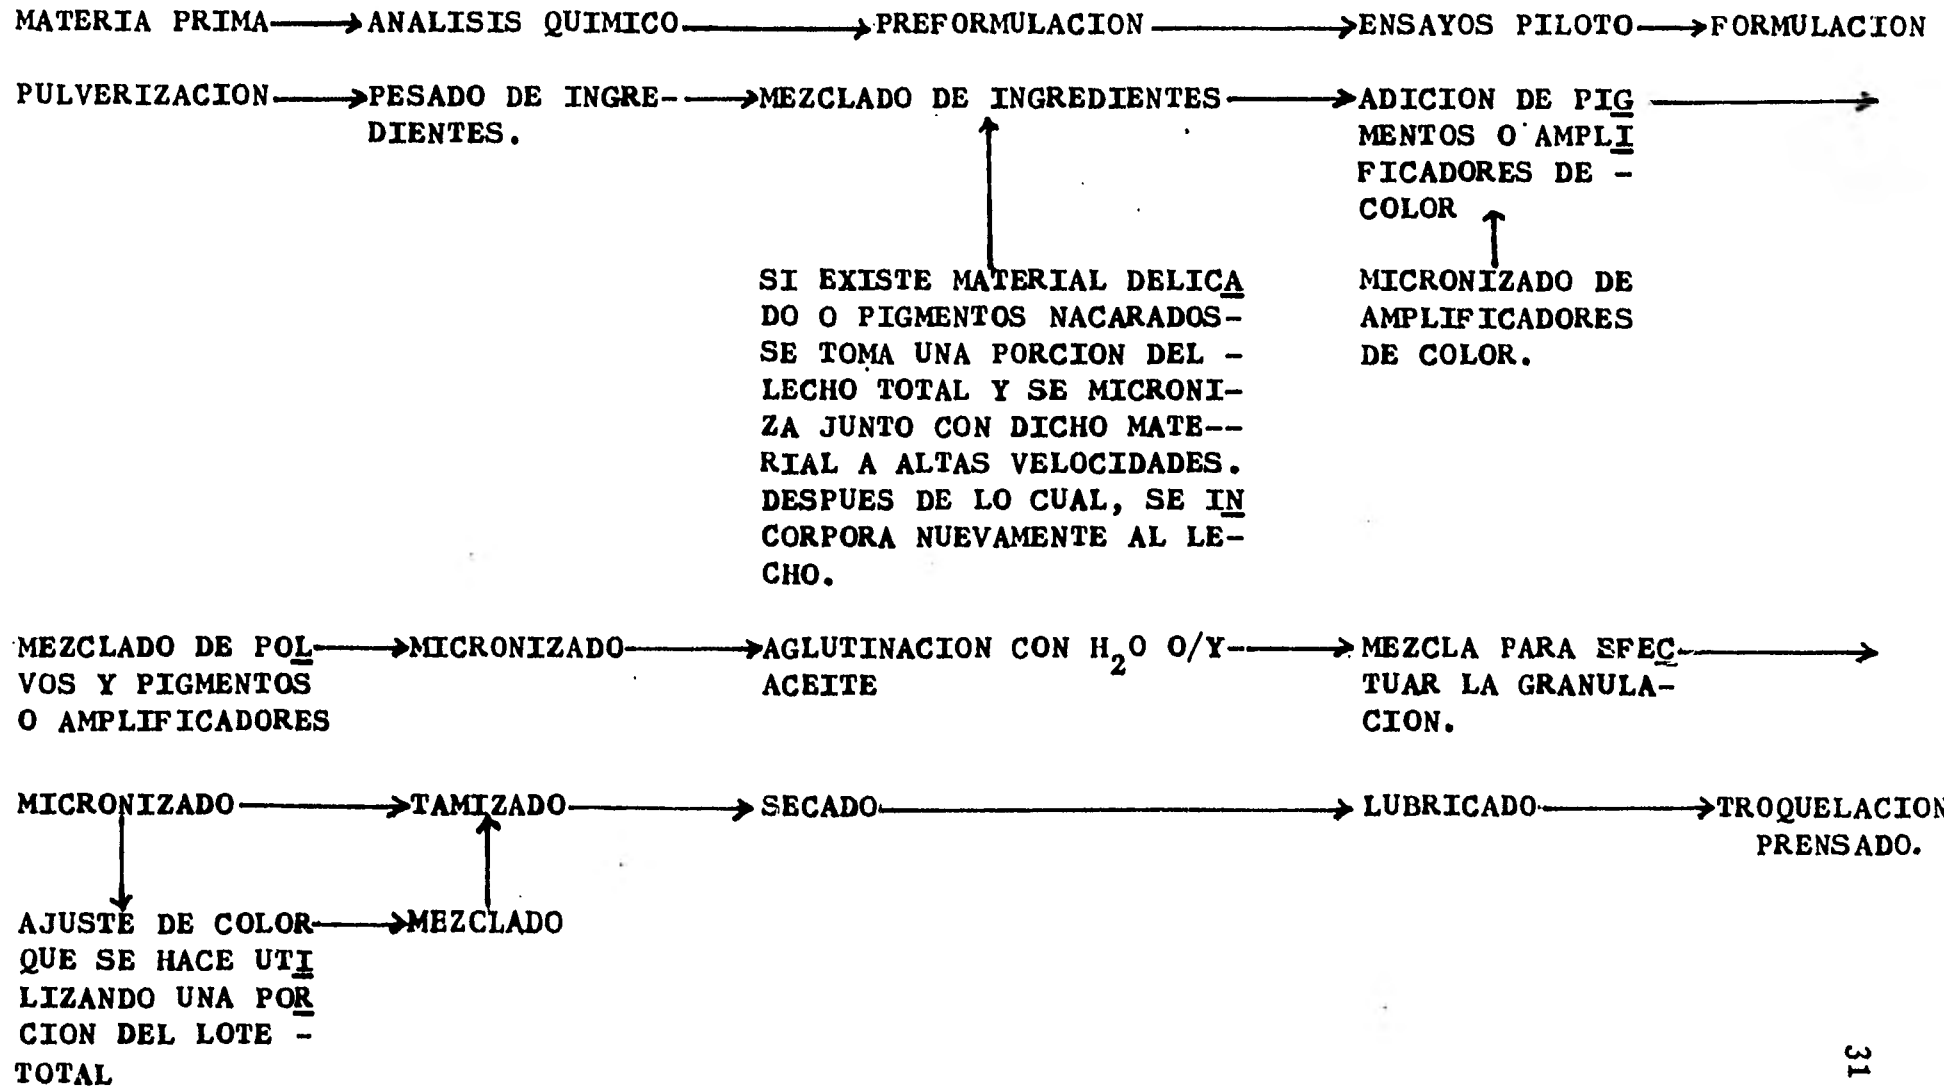 MATERIA PRIMA ANALISIS QUIMICO PREFORMULACION ENSAYOS PILOTO FORMULACION
PULVERIZACION PESADO DE INGRE-
DIENTES.
MEZCLADO DE INGREDIENTES
ADICION DE PIG
MENTOS O AMPLI
FICADORES DE -
COLOR
SI EXISTE MATERIAL DELICA
DO O PIGMENTOS NACARADOS-
SE TOMA UNA PORCION DEL -
LECHO TOTAL Y SE MICRONI-
ZA JUNTO CON DICHO MATE--
RIAL A ALTAS VELOCIDADES.
DESPUES DE LO CUAL, SE IN
CORPORA NUEVAMENTE AL LE-
CHO.
MICRONIZADO DE
AMPLIFICADORES
DE COLOR.
MEZCLADO DE POL
VOS Y PIGMENTOS
O AMPLIFICADORES
MICRONIZADO
AGLUTINACION CON H₂O O/Y-
ACEITE
MEZCLA PARA EFEC
TUAR LA GRANULA-
CION.
MICRONIZADO TAMIZADO SECADO LUBRICADO TROQUELACION
PRENSADO.
AJUSTE DE COLOR
QUE SE HACE UTI
LIZANDO UNA POR
CION DEL LOTE -
TOTAL
MEZCLADO
31